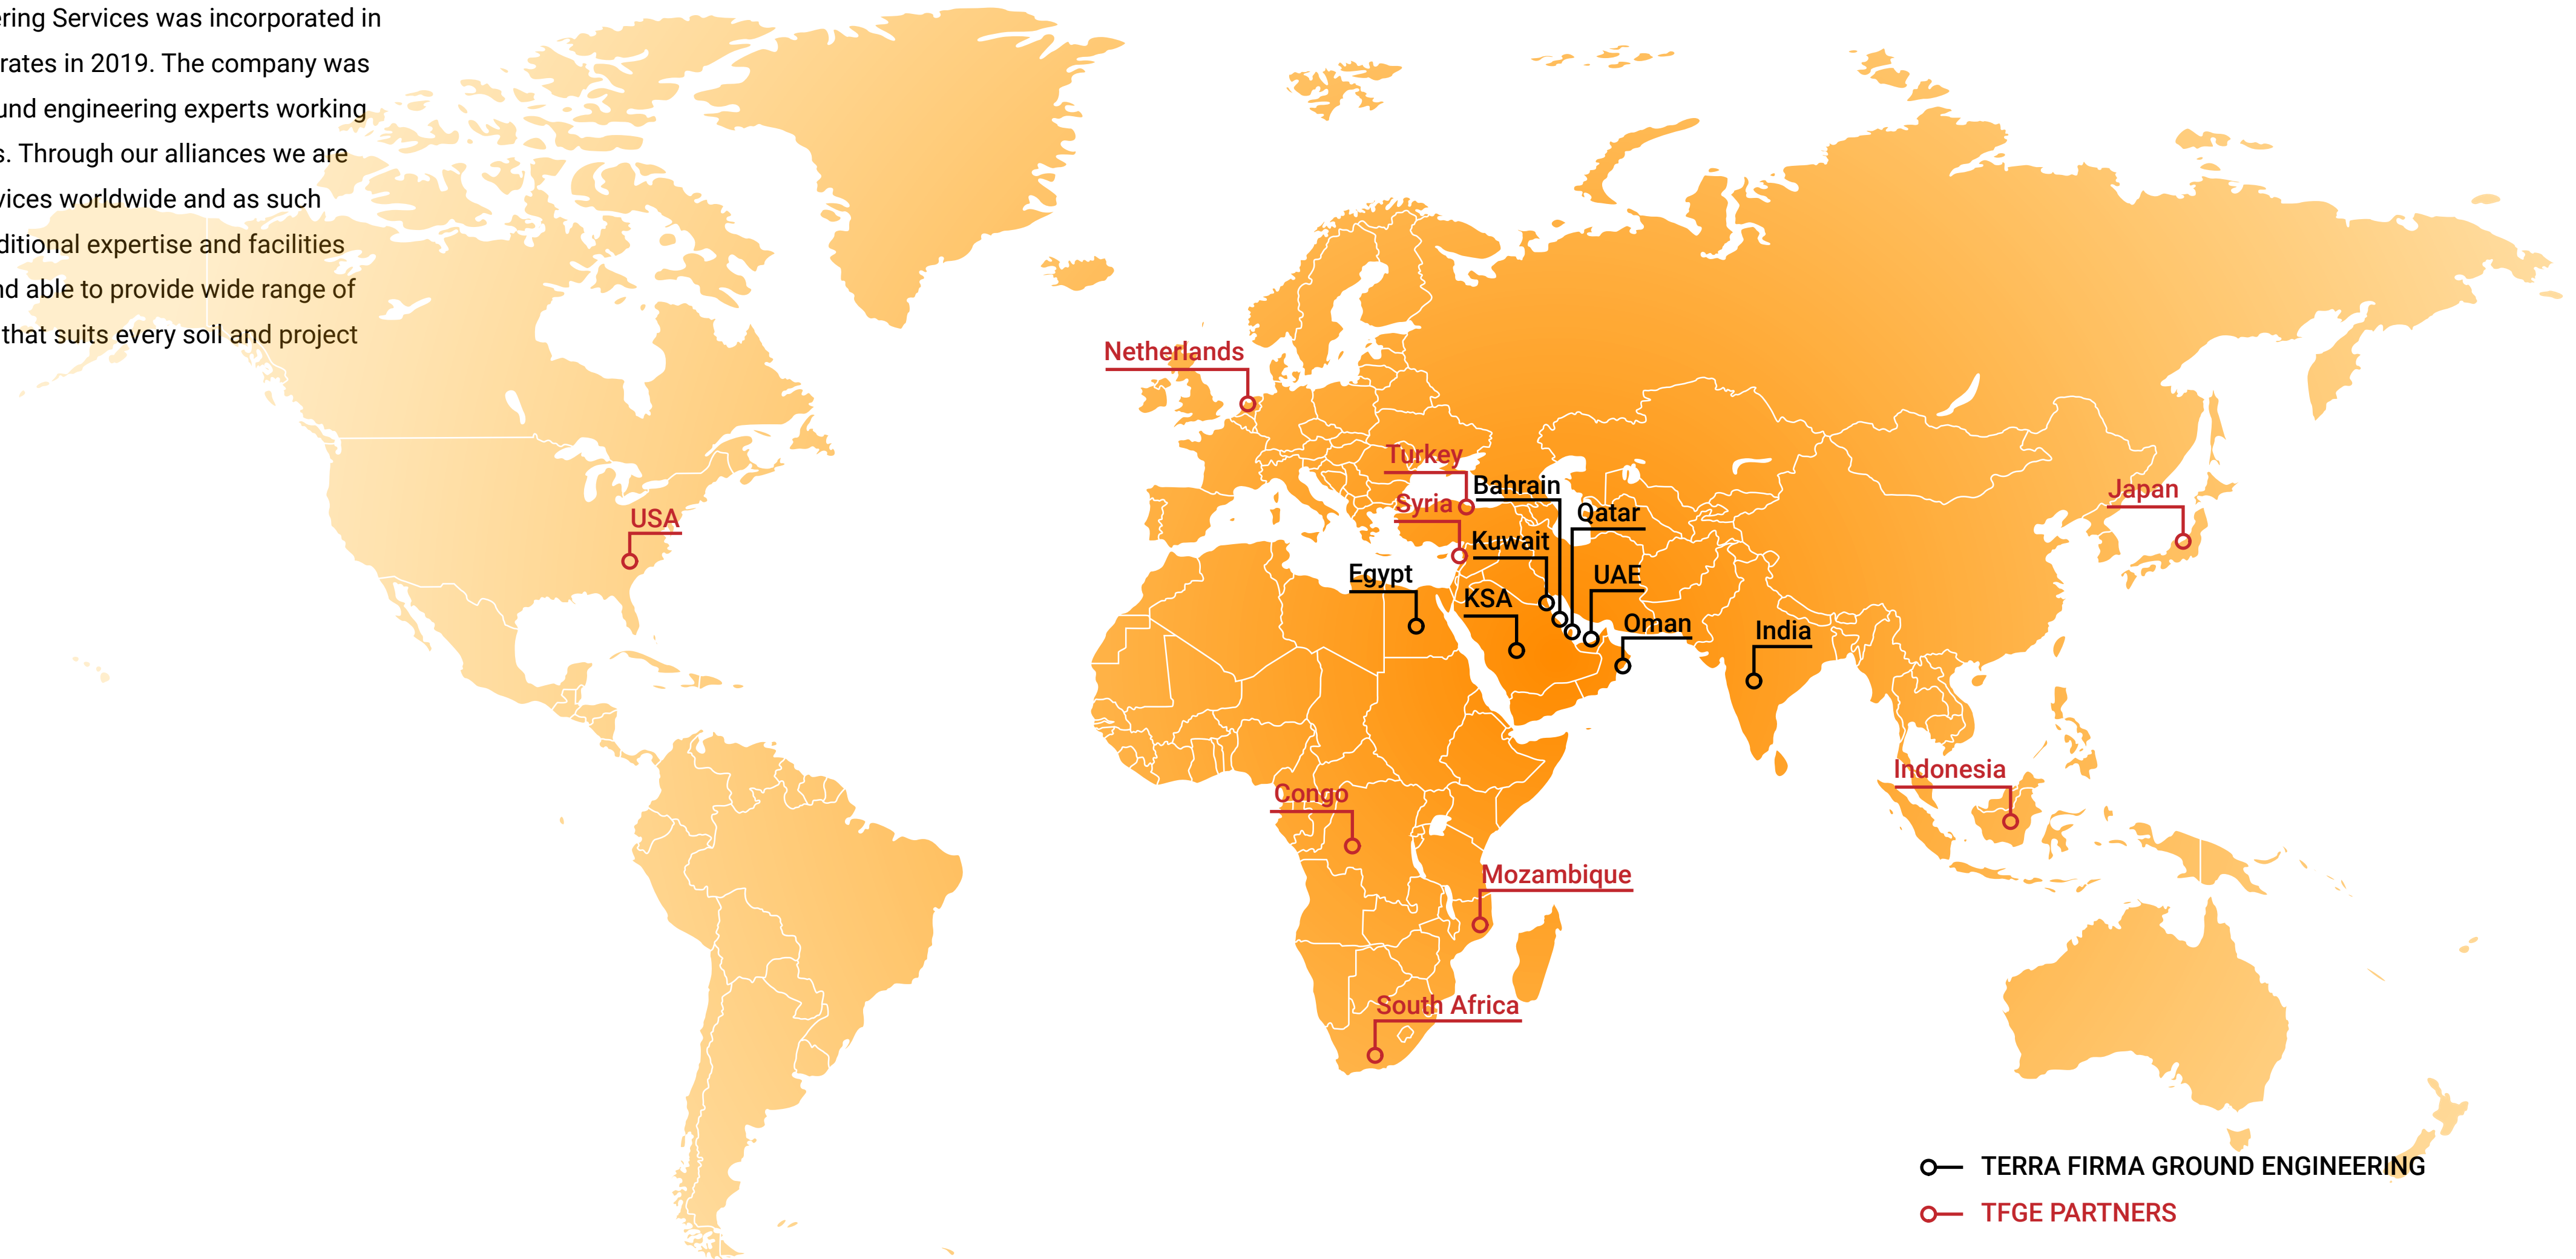 ering Services was incorporated in
rates in 2019. The company was
und engineering experts working
s. Through our alliances we are
vices worldwide and as such
ditional expertise and facilities
nd able to provide wide range of
that suits every soil and project
Netherlands
Turkey
Bahrain
Syria
Qatar
Kuwait
Egypt
KSA
UAE
Oman
India
USA
Japan
Indonesia
Congo
Mozambique
South Africa
TERRA FIRMA GROUND ENGINEERING
TFGE PARTNERS